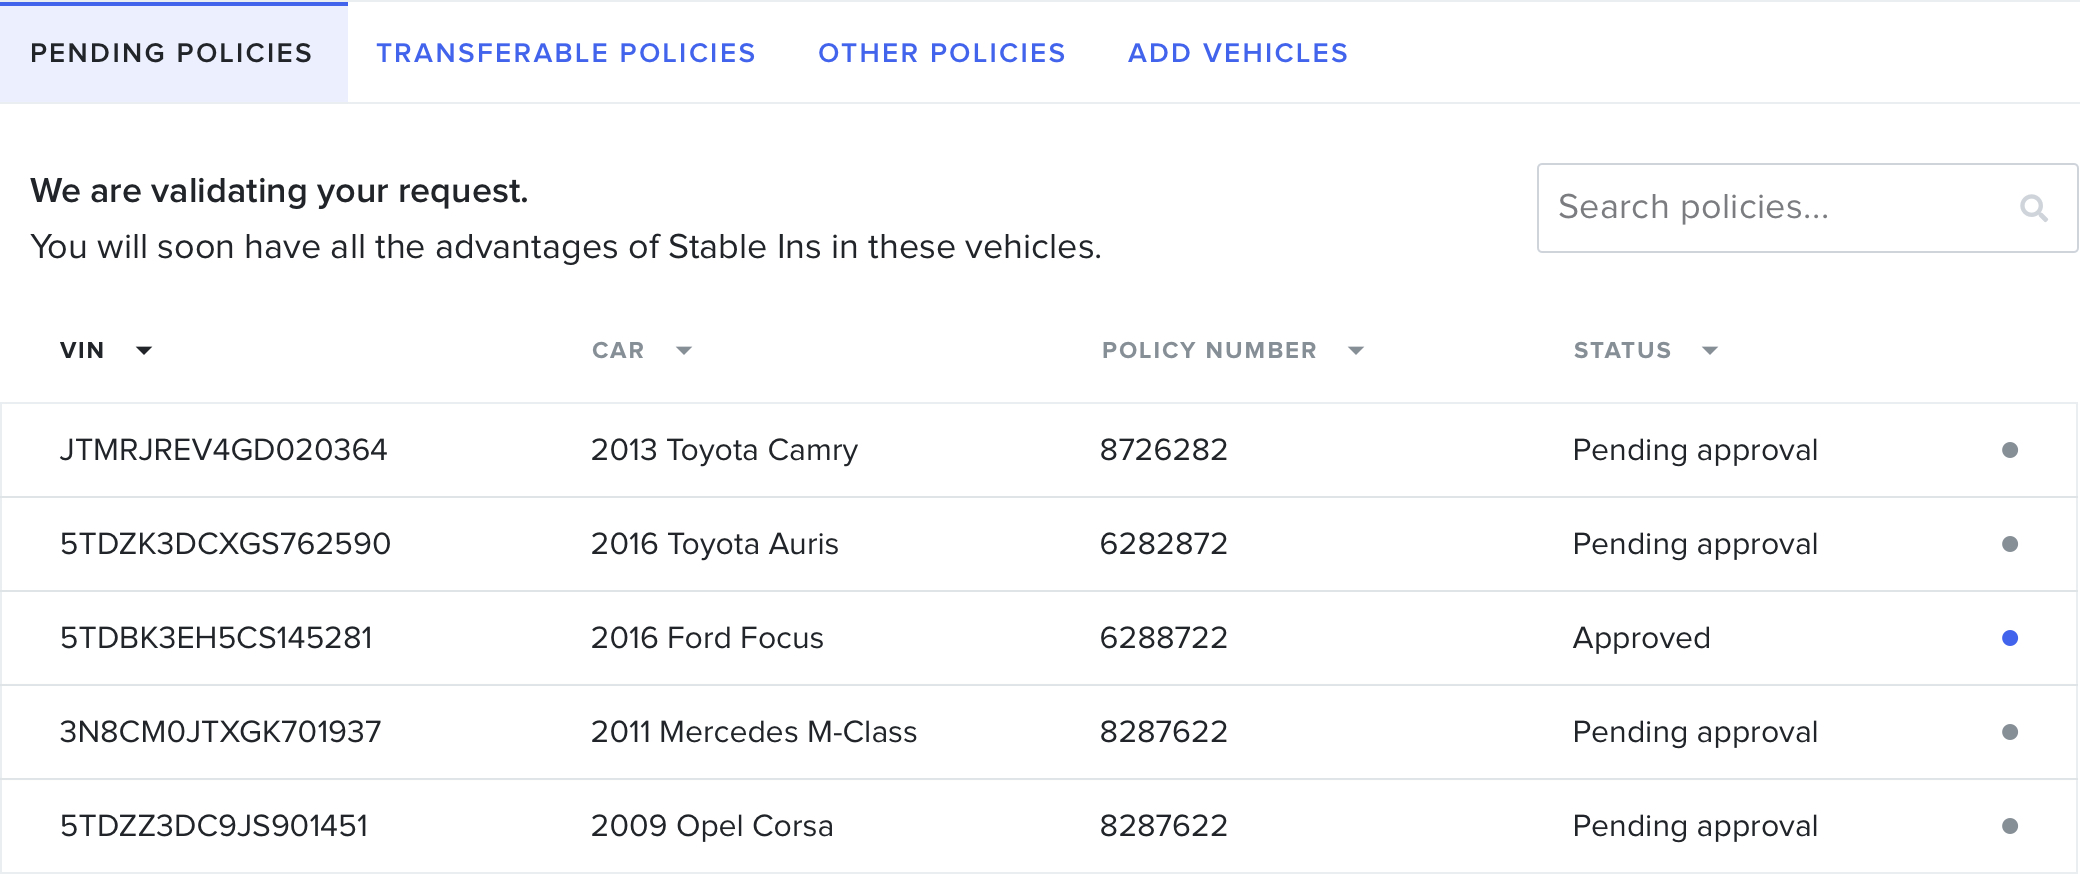 PENDING POLICIES TRANSFERABLE POLICIES OTHER POLICIES ADD VEHICLES
We are validating your request.
Search policies...
You will soon have all the advantages of Stable Ins in these vehicles.
VIN CAR POLICY NUMBER STATUS
JTMRJREV4GD020364 2013 Toyota Camry 8726282 Pending approval
5TDZK3DCXGS762590 2016 Toyota Auris 6282872 Pending approval
5TDBK3EH5CS145281 2016 Ford Focus 6288722 Approved
3N8CM0JTXGK701937 2011 Mercedes M-Class 8287622 Pending approval
5TDZZ3DC9JS901451 2009 Opel Corsa 8287622 Pending approval